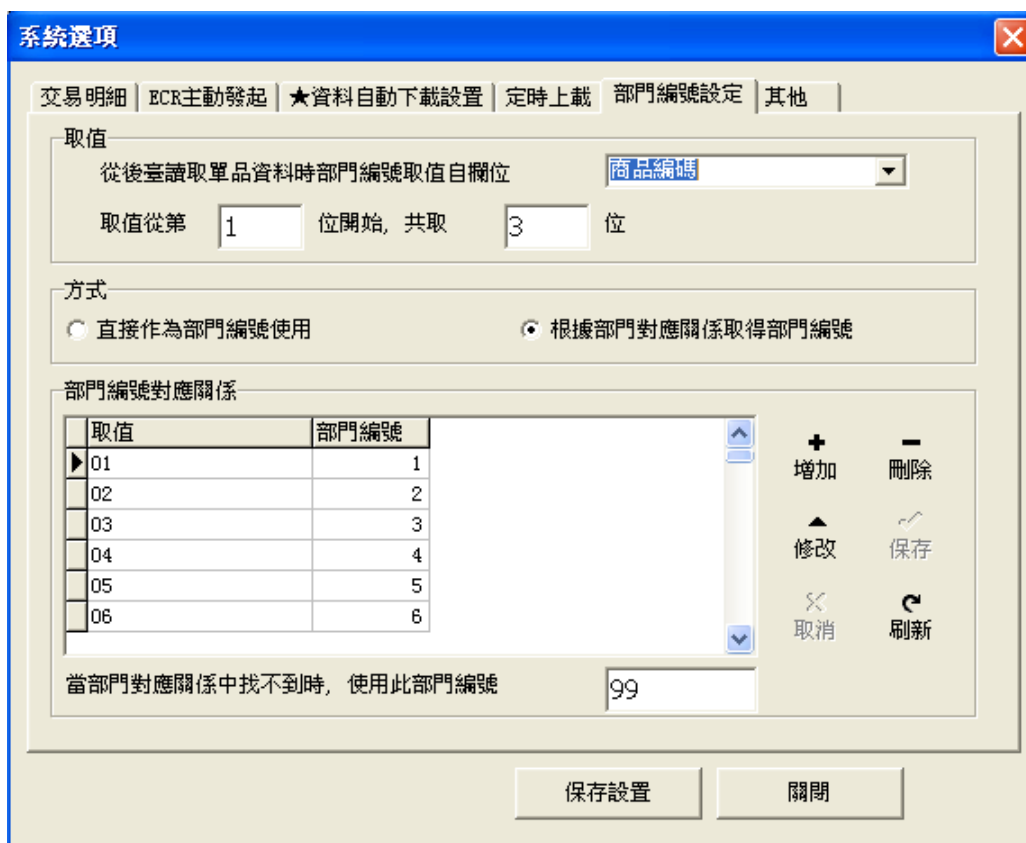 系統選項
交易明細 ECR主動發起 ★資料自動下載設置 定時上載 部門編號設定 其他
取值
從後臺讀取單品資料時部門編號取值自欄位 商品編碼
取值從第 1 位開始, 共取 3 位
方式
直接作為部門編號使用 根據部門對應關係取得部門編號
部門編號對應關係
取值 部門編號
01 1
02 2
03 3
04 4
05 5
06 6
增加 刪除
修改 保存
取消 刷新
當部門對應關係中找不到時, 使用此部門編號 99
保存設置 關閉